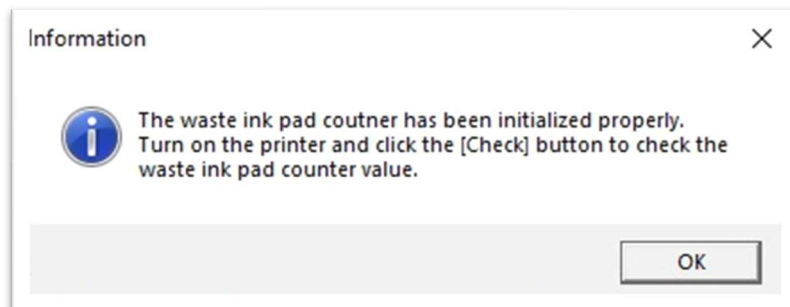 Information
The waste ink pad coutner has been initialized properly.
Turn on the printer and click the [Check] button to check the
waste ink pad counter value.
OK